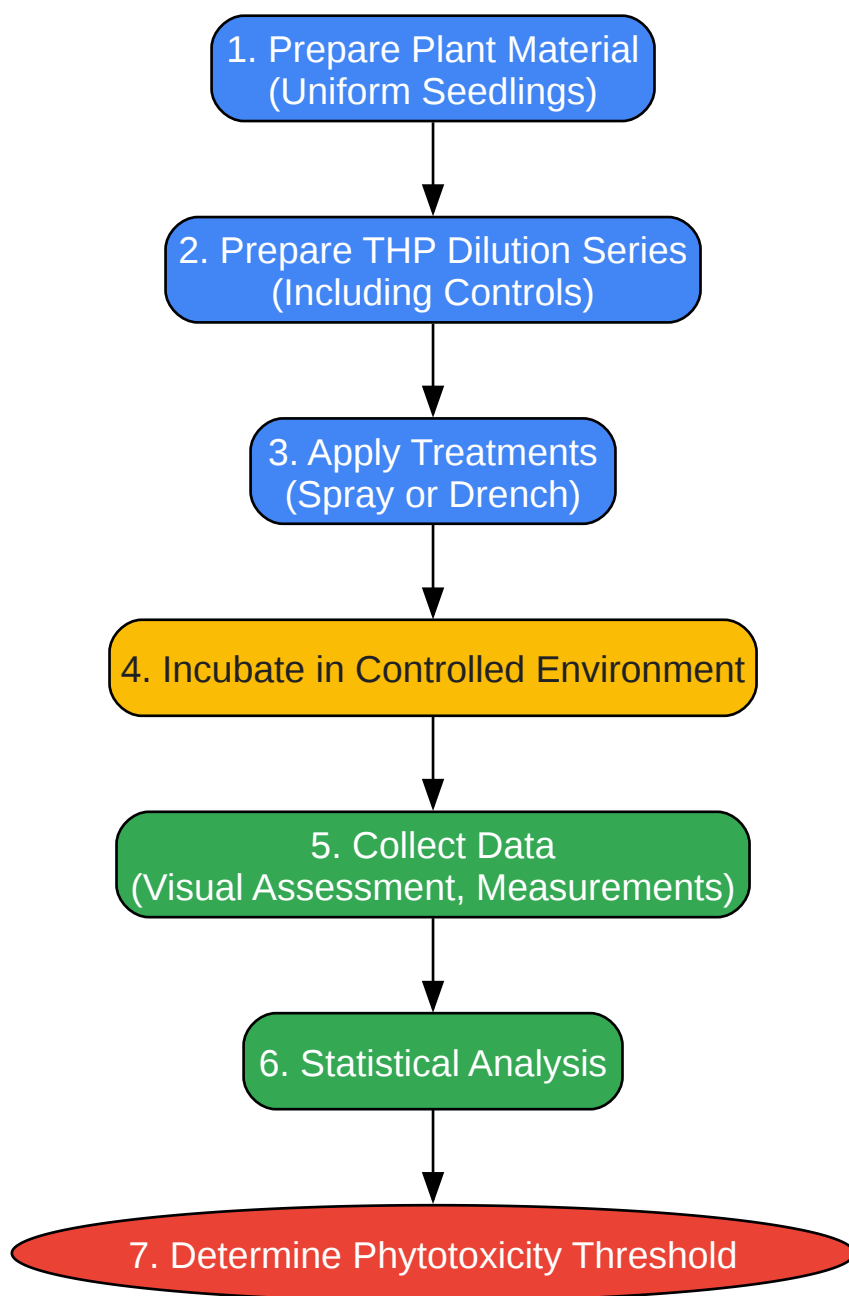 1. Prepare Plant Material
(Uniform Seedlings)
2. Prepare THP Dilution Series
(Including Controls)
3. Apply Treatments
(Spray or Drench)
4. Incubate in Controlled Environment
5. Collect Data
(Visual Assessment, Measurements)
6. Statistical Analysis
7. Determine Phytotoxicity Threshold